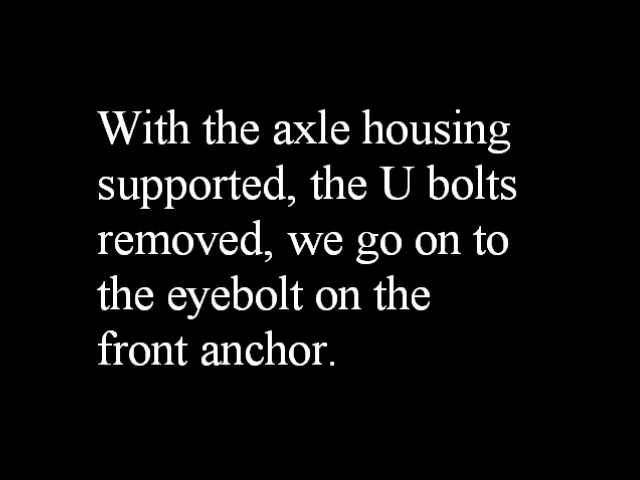 With the axle housing
supported, the U bolts
removed, we go on to
the eyebolt on the
front anchor.